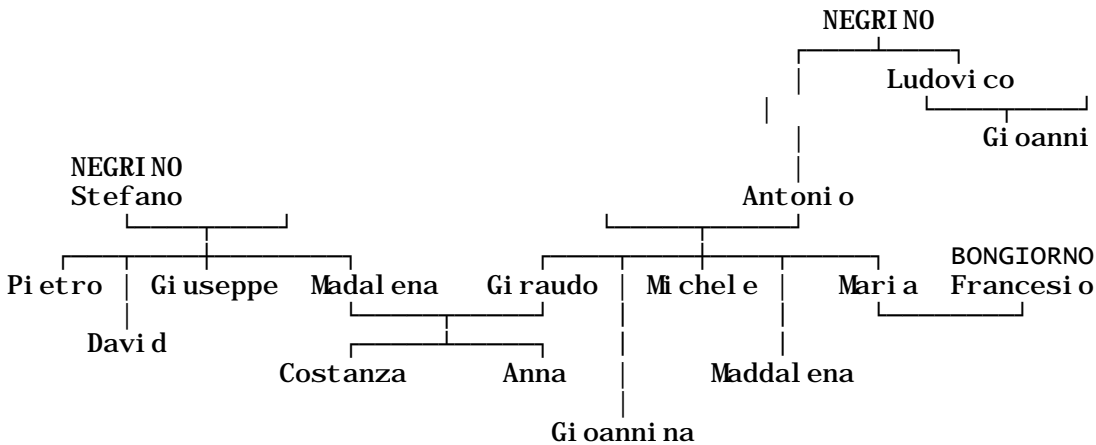 NEGRINO
Ludovico
Gioanni
NEGRINO
Stefano Antonio
BONGIORNO
Pietro Giuseppe Madalena Giraudo Michele Maria Francesio
David
Costanza Anna Maddalena
Gioannina